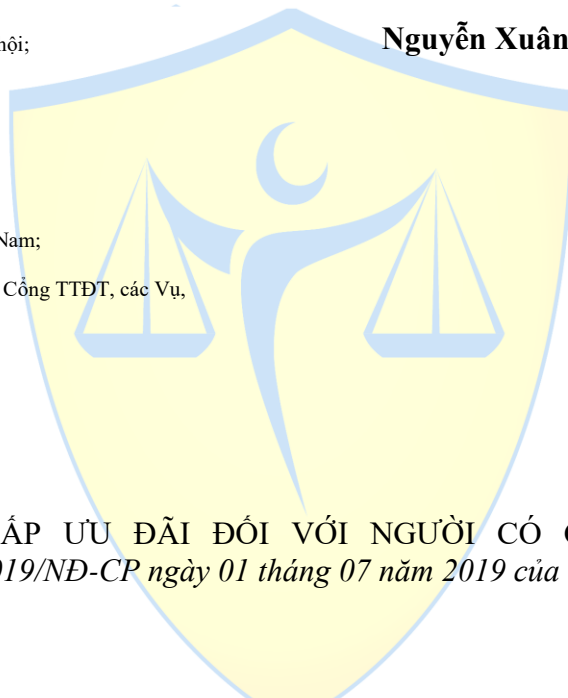 nội;
Nguyễn Xuân
Nam;
Cổng TTĐT, các Vụ,
ẤP ƯU ĐÃI ĐỐI VỚI NGƯỜI CÓ
019/NĐ-CP ngày 01 tháng 07 năm 2019 của